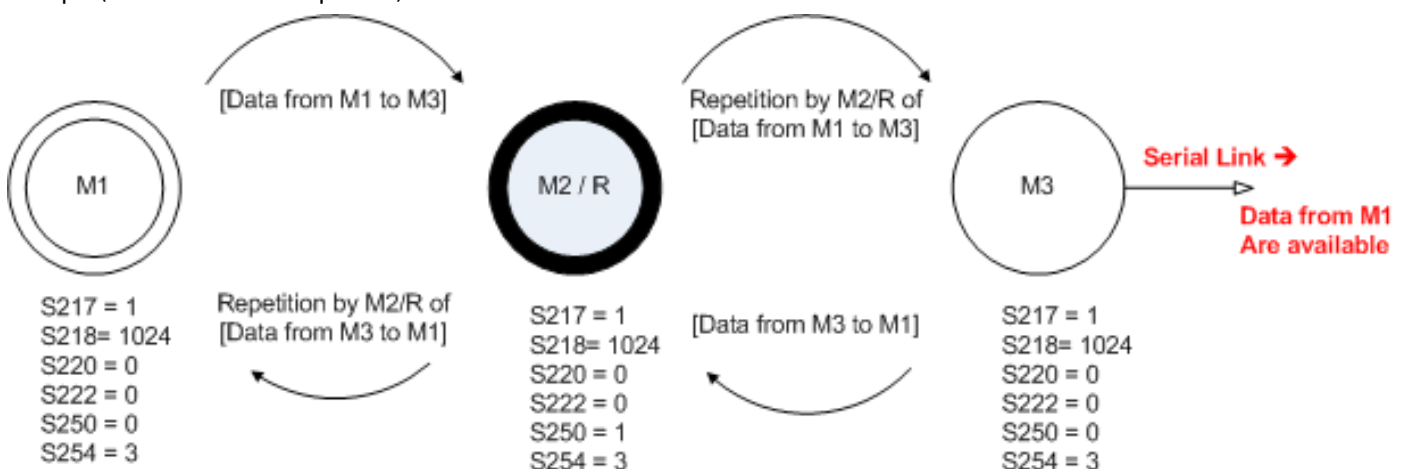 [Data from M1 to M3]
Repetition by M2/R of
[Data from M1 to M3]
M1
M2 / R
M3
Serial Link →
Data from M1
Are available
S217 = 1
S218= 1024
S220 = 0
S222 = 0
S250 = 0
S254 = 3
Repetition by M2/R of
[Data from M3 to M1]
S217 = 1
S218= 1024
S220 = 0
S222 = 0
S250 = 1
S254 = 3
[Data from M3 to M1]
S217 = 1
S218= 1024
S220 = 0
S222 = 0
S250 = 0
S254 = 3